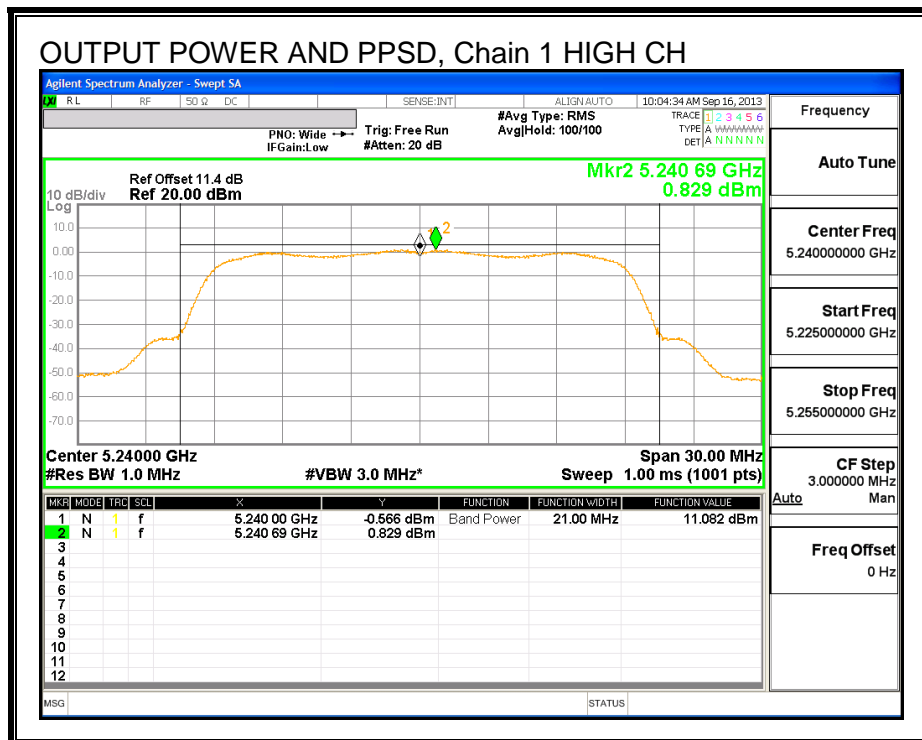 OUTPUT POWER AND PPSD, Chain 1 HIGH CH
Agilent Spectrum Analyzer - Swept SA
LXI RL RF 50 Ω DC SENSE:INT ALIGN AUTO 10:04:34 AM Sep 16, 2013
PNO: Wide
IFGain:Low
Trig: Free Run
#Atten: 20 dB
#Avg Type: RMS
Avg|Hold: 100/100
TRACE 1 2 3 4 5 6
TYPE A WWWWW
DET A N N N N N
Mkr2 5.240 69 GHz
0.829 dBm
Ref Offset 11.4 dB
10 dB/div Ref 20.00 dBm
Log
10.0
0.00
-10.0
-20.0
-30.0
-40.0
-50.0
-60.0
-70.0
2
Center 5.24000 GHz Span 30.00 MHz
#Res BW 1.0 MHz #VBW 3.0 MHz* Sweep 1.00 ms (1001 pts)
MKR MODE TRC SCL X Y FUNCTION FUNCTION WIDTH FUNCTION VALUE
1 N 1 f 5.240 00 GHz -0.566 dBm Band Power 21.00 MHz 11.082 dBm
2 N 1 f 5.240 69 GHz 0.829 dBm
3
4
5
6
7
8
9
10
11
12
MSG STATUS
Frequency
Auto Tune
Center Freq
5.240000000 GHz
Start Freq
5.225000000 GHz
Stop Freq
5.255000000 GHz
CF Step
3.000000 MHz
Auto Man
Freq Offset
0 Hz